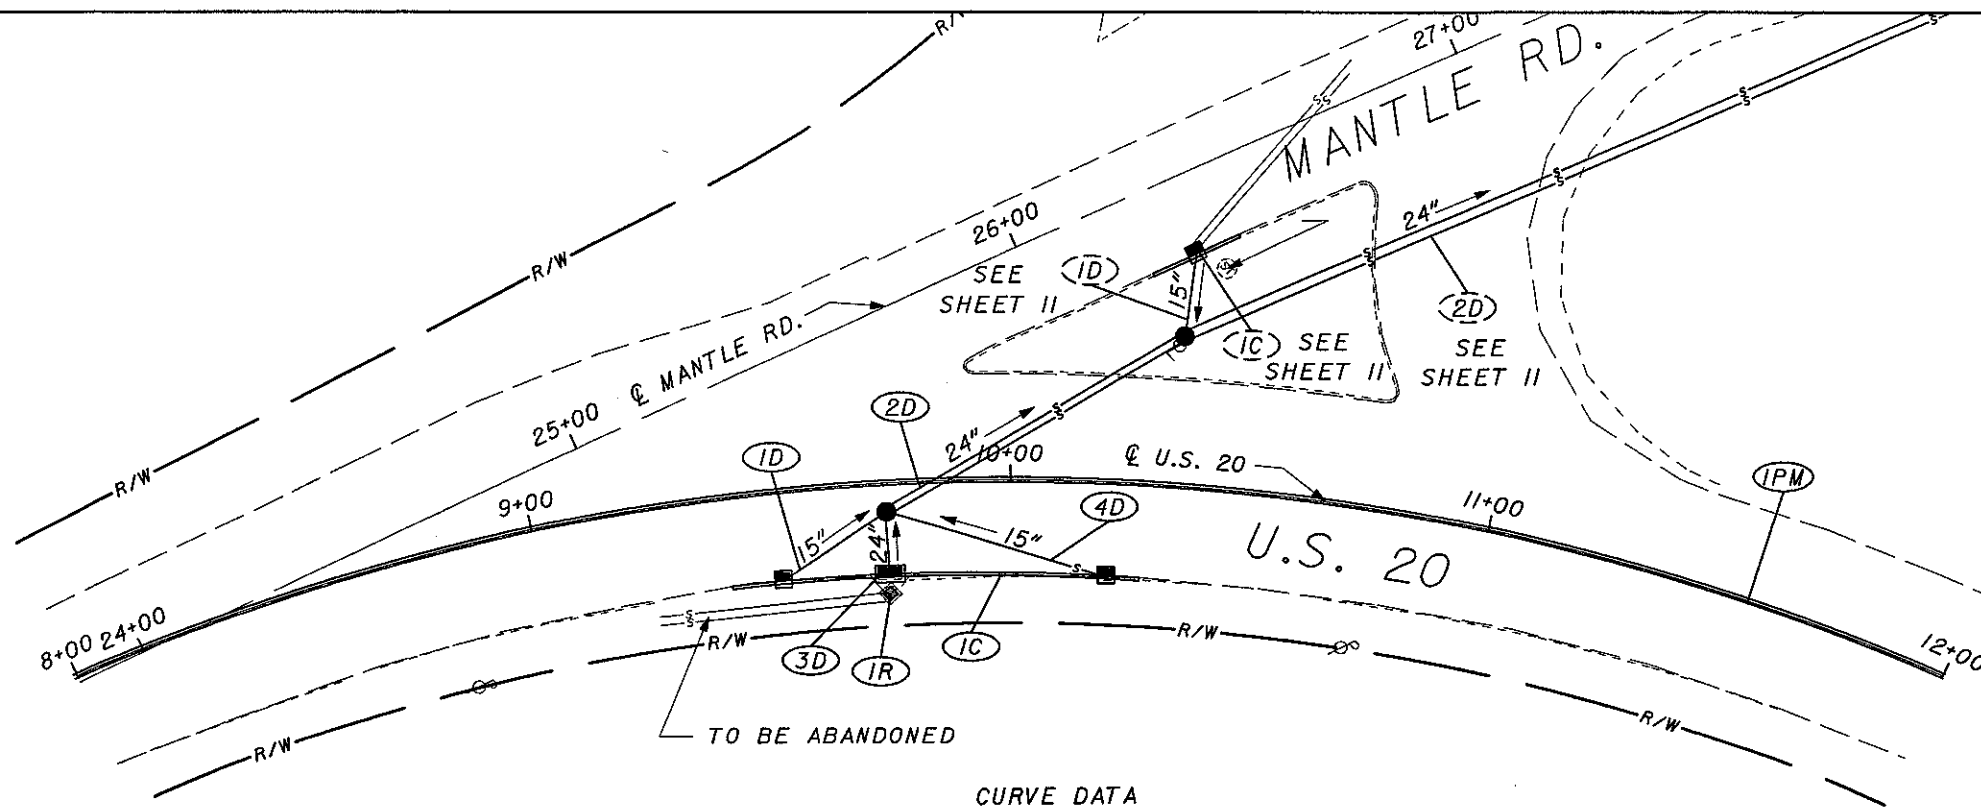 R/W
27+00
MANTLE RD.
S
S
S
26+00
R/W
SEE
SHEET 11
1D
15"
24"
S
S
2D
1C
SEE
SHEET 11
SEE
SHEET 11
℄ MANTLE RD.
25+00
R/W
2D
24"
10+00
℄ U.S. 20
1D
9+00
15"
24"
15"
4D
11+00
1PM
U.S. 20
S
8+00
24+00
S
R/W
3D
1R
1C
R/W
12+00
R/W
R/W
TO BE ABANDONED
CURVE DATA